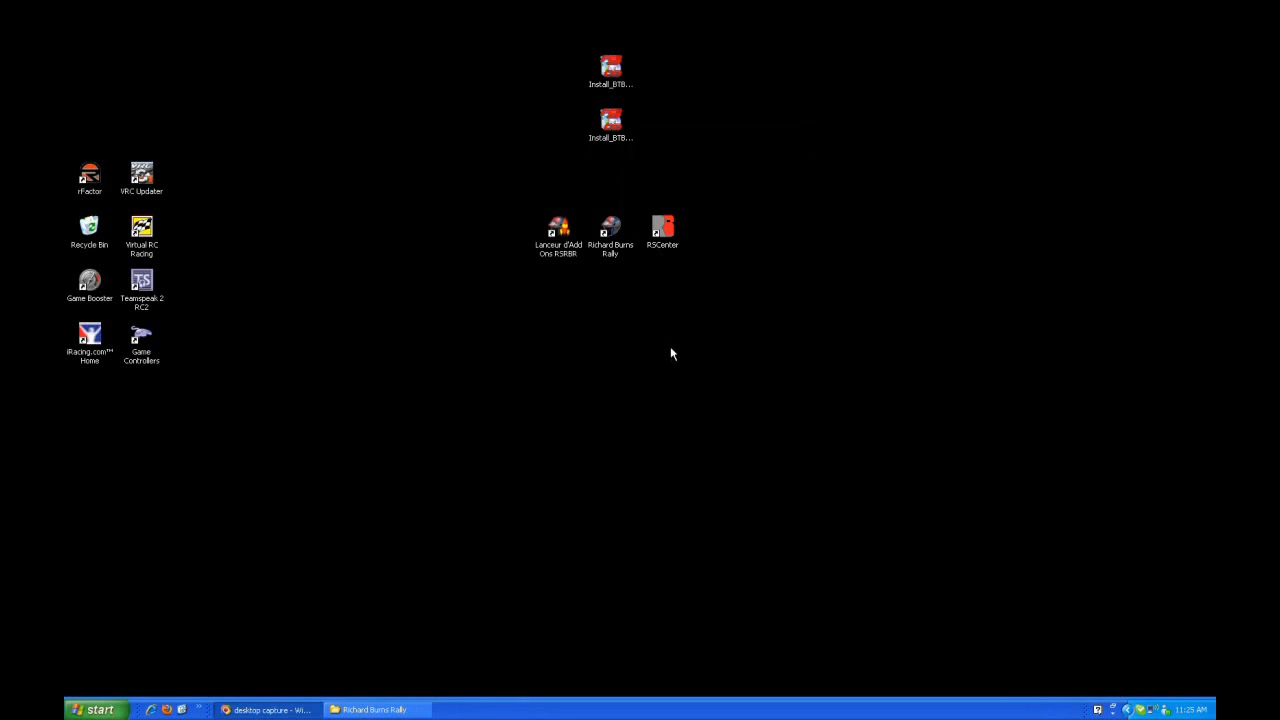 Install_BTB...
Install_BTB...
rFactor
VRC Updater
Recycle Bin
Virtual RC
Racing
Lanceur d'Add
Ons RSRBR
Richard Burns
Rally
RSCenter
Game Booster
Teamspeak 2
RC2
iRacing.com™
Home
Game
Controllers
start
desktop capture - Wi...
Richard Burns Rally
11:25 AM